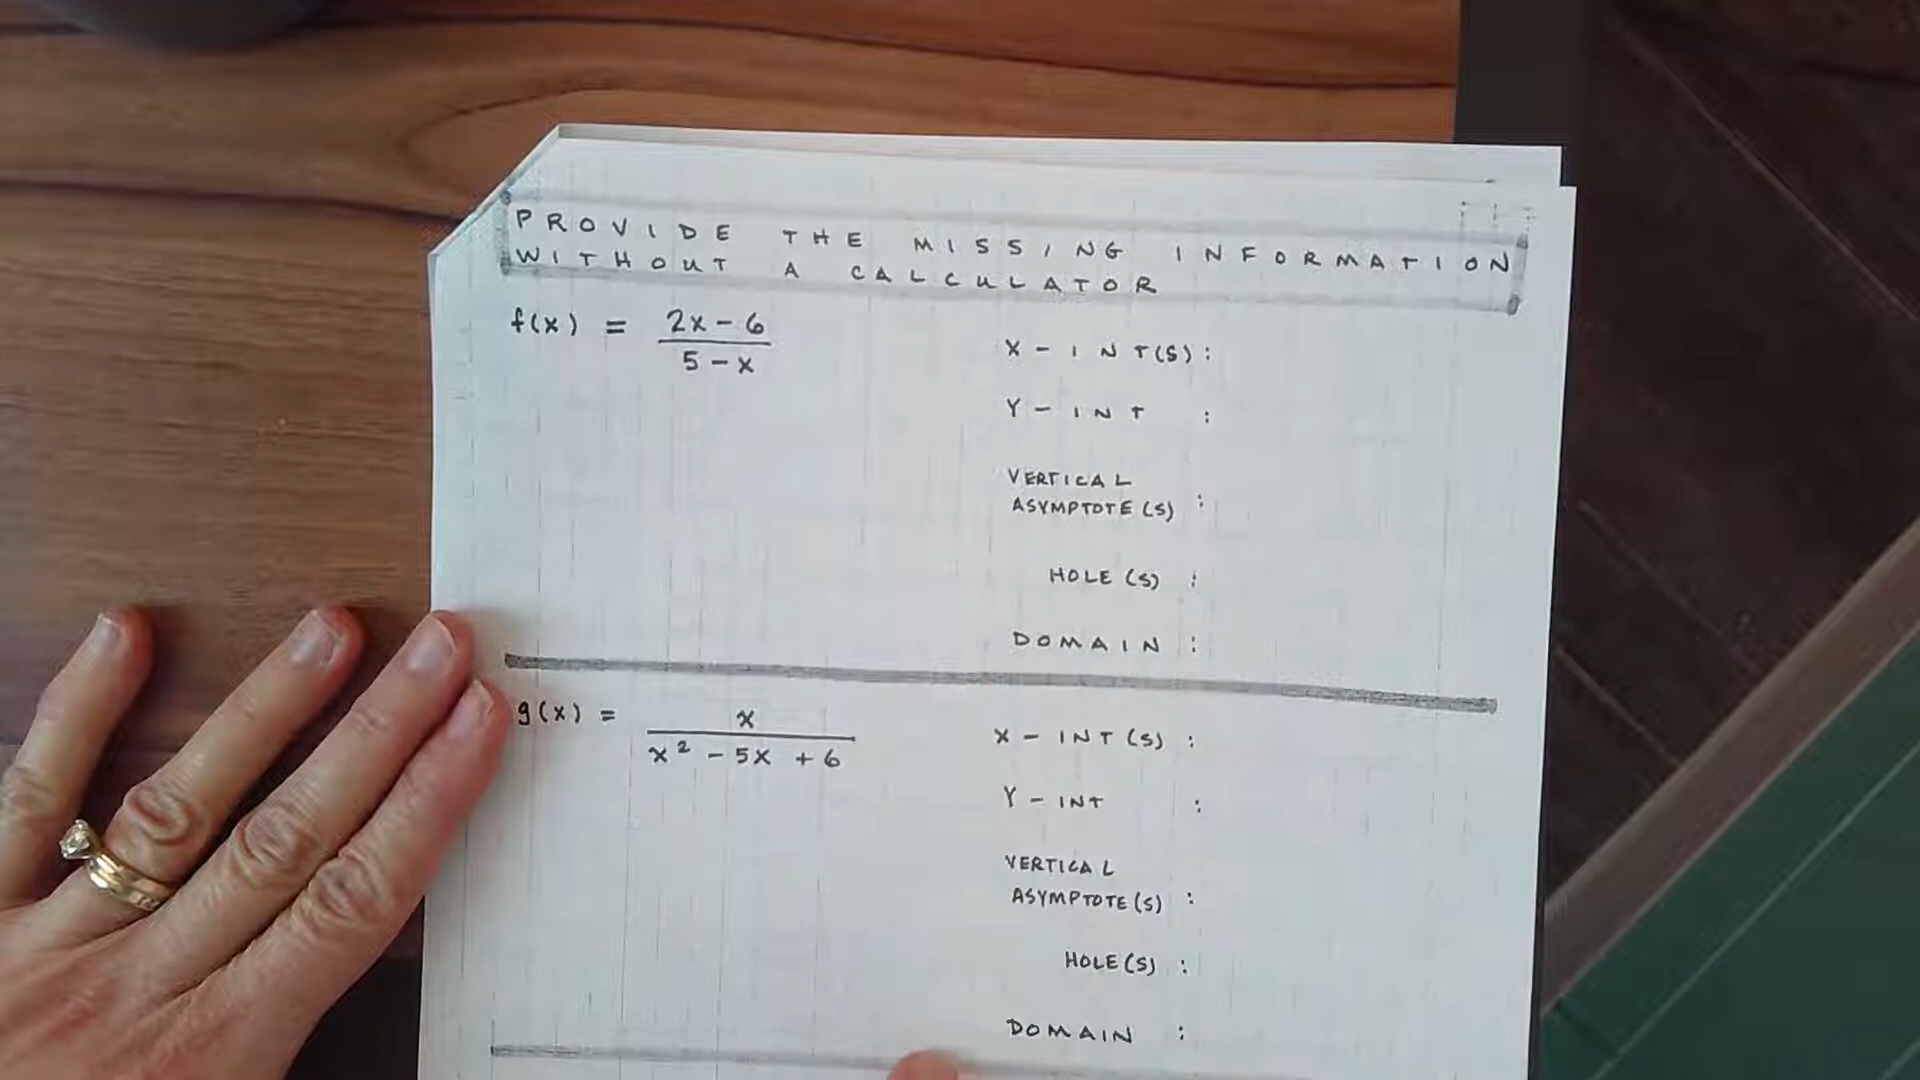 PROVIDE THE MISSING INFORMATION
WITHOUT A CALCULATOR
f(x) = 2x - 6
5 - x
X - INT(S):
Y - INT :
VERTICAL
ASYMPTOTE(S) :
HOLE(S) :
DOMAIN :
g(x) = x
x² - 5x + 6
X - INT(S) :
Y - INT :
VERTICAL
ASYMPTOTE(S) :
HOLE(S) :
DOMAIN :